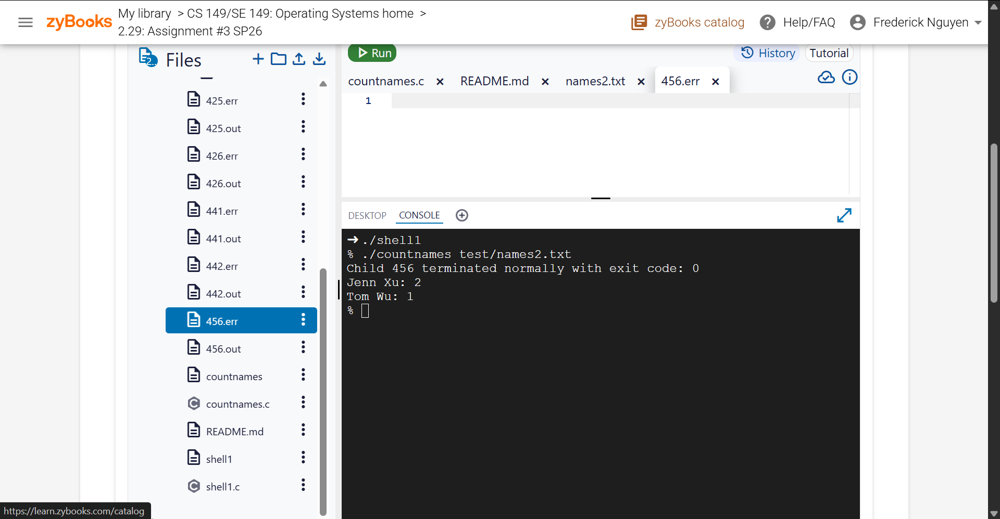 zyBooks
My library > CS 149/SE 149: Operating Systems home >
2.29: Assignment #3 SP26
zyBooks catalog
Help/FAQ
Frederick Nguyen
Files
Run
History
Tutorial
countnames.c
README.md
names2.txt
456.err
1
425.err
425.out
426.err
426.out
441.err
441.out
442.err
442.out
456.err
456.out
countnames
countnames.c
README.md
shell1
shell1.c
DESKTOP
CONSOLE
➜ ./shell1
% ./countnames test/names2.txt
Child 456 terminated normally with exit code: 0
Jenn Xu: 2
Tom Wu: 1
%
https://learn.zybooks.com/catalog